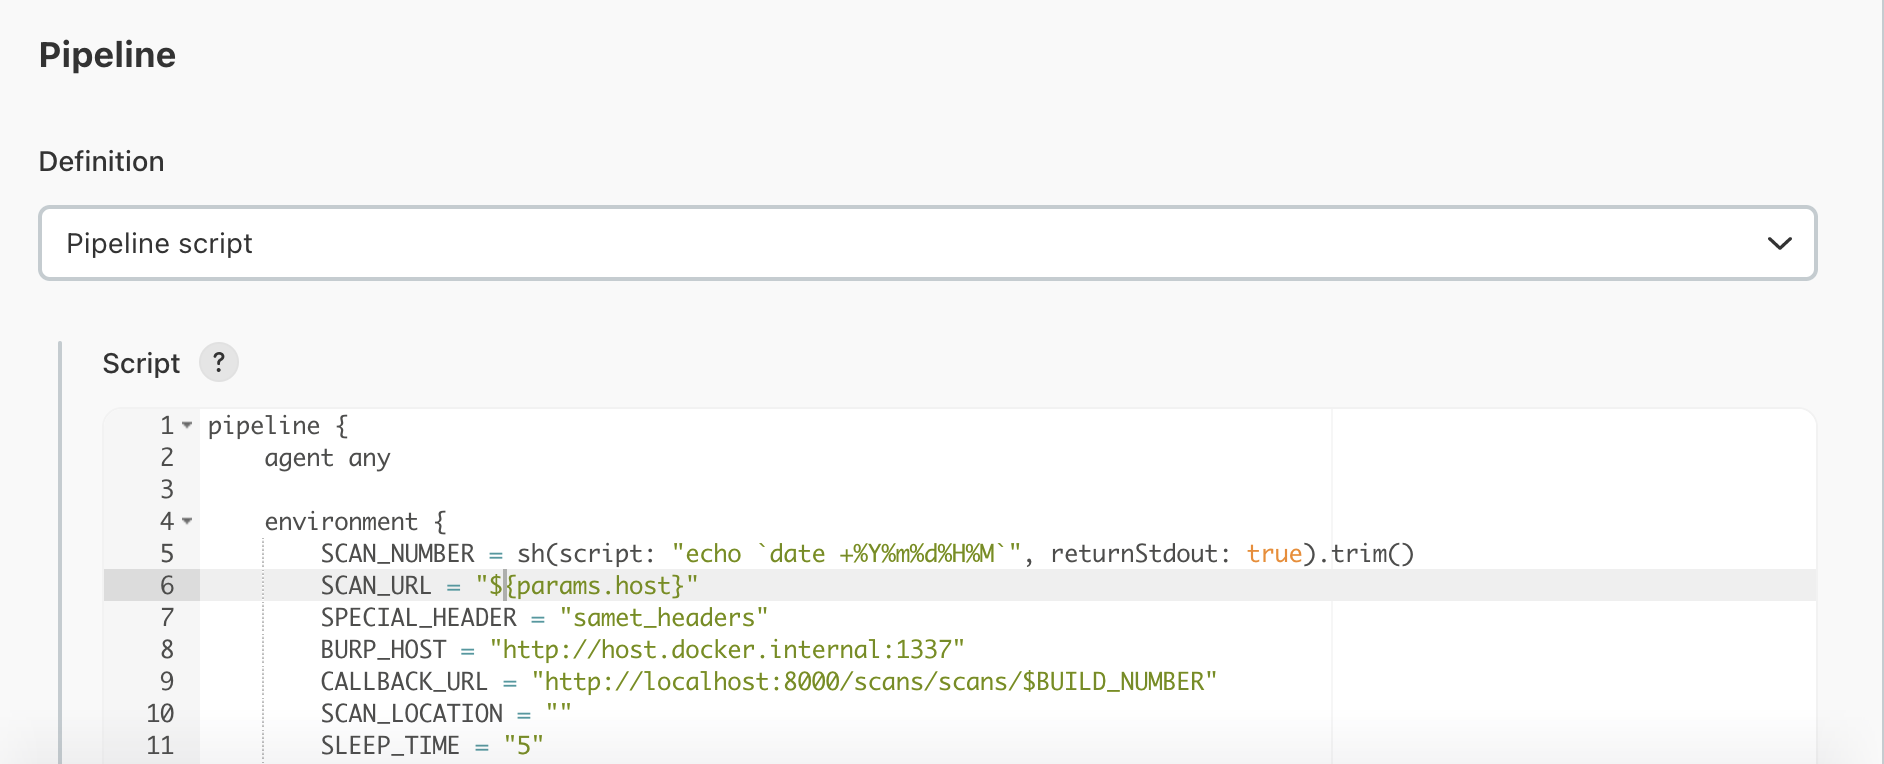 Pipeline
Definition
Pipeline script
Script ?
1 pipeline {
2     agent any
3
4     environment {
5         SCAN_NUMBER = sh(script: "echo `date +%Y%m%d%H%M`", returnStdout: true).trim()
6         SCAN_URL = "${params.host}"
7         SPECIAL_HEADER = "samet_headers"
8         BURP_HOST = "http://host.docker.internal:1337"
9         CALLBACK_URL = "http://localhost:8000/scans/scans/$BUILD_NUMBER"
10         SCAN_LOCATION = ""
11         SLEEP_TIME = "5"